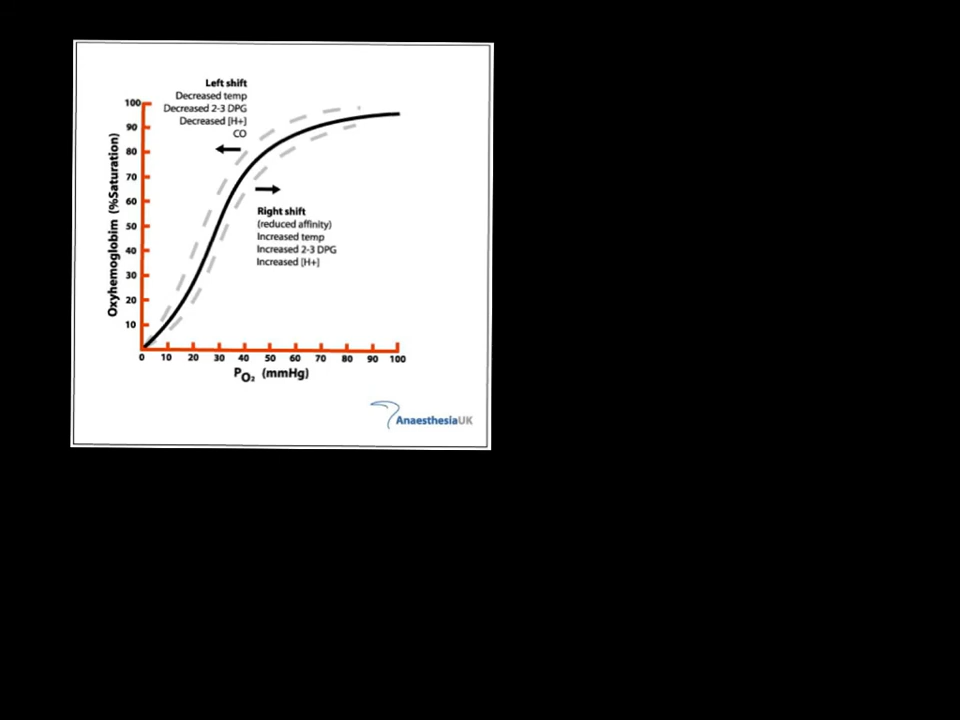 Left shift
Decreased temp
Decreased 2-3 DPG
Decreased [H+]
CO
100
90
80
70
60
50
40
30
20
10
Oxyhemoglobim (%Saturation)
Right shift
(reduced affinity)
Increased temp
Increased 2-3 DPG
Increased [H+]
0 10 20 30 40 50 60 70 80 90 100
PO2 (mmHg)
AnaesthesiaUK